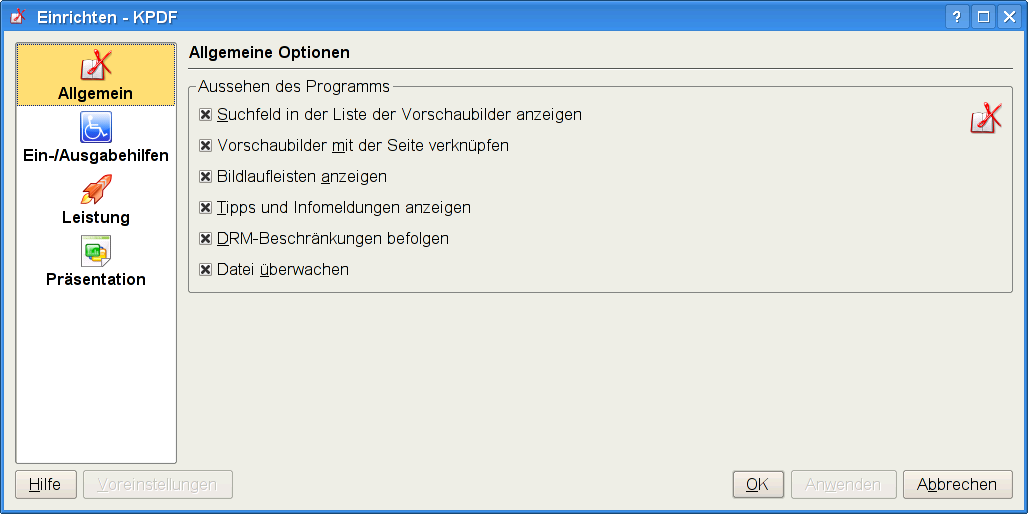 Einrichten - KPDF
?
Allgemein
Ein-/Ausgabehilfen
Leistung
Präsentation
Allgemeine Optionen
Aussehen des Programms
Suchfeld in der Liste der Vorschaubilder anzeigen
Vorschaubilder mit der Seite verknüpfen
Bildlaufleisten anzeigen
Tipps und Infomeldungen anzeigen
DRM-Beschränkungen befolgen
Datei überwachen
Hilfe
Voreinstellungen
OK
Anwenden
Abbrechen